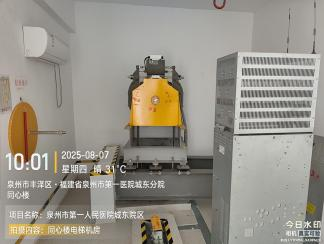 10:01
2025-08-07
星期四 晴 31℃
泉州市丰泽区·福建省泉州市第一医院城东分院
同心楼
项目名称：泉州市第一人民医院城东院区
拍摄内容：同心楼电梯机房
今日水印
相机